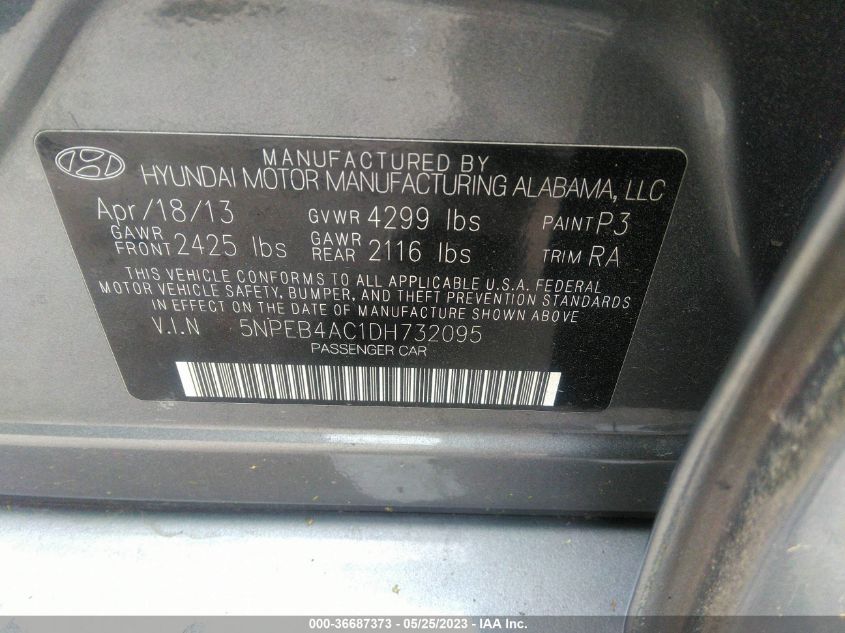 MANUFACTURED BY
HYUNDAI MOTOR MANUFACTURING ALABAMA, LLC
Apr/18/13 GVWR 4299 lbs PAINT P3
GAWR FRONT 2425 lbs GAWR REAR 2116 lbs TRIM RA
THIS VEHICLE CONFORMS TO ALL APPLICABLE U.S.A. FEDERAL
MOTOR VEHICLE SAFETY, BUMPER, AND THEFT PREVENTION STANDARDS
IN EFFECT ON THE DATE OF MANUFACTURE SHOWN ABOVE
V.I.N 5NPEB4AC1DH732095
PASSENGER CAR
000-36687373 - 05/25/2023 - IAA Inc.